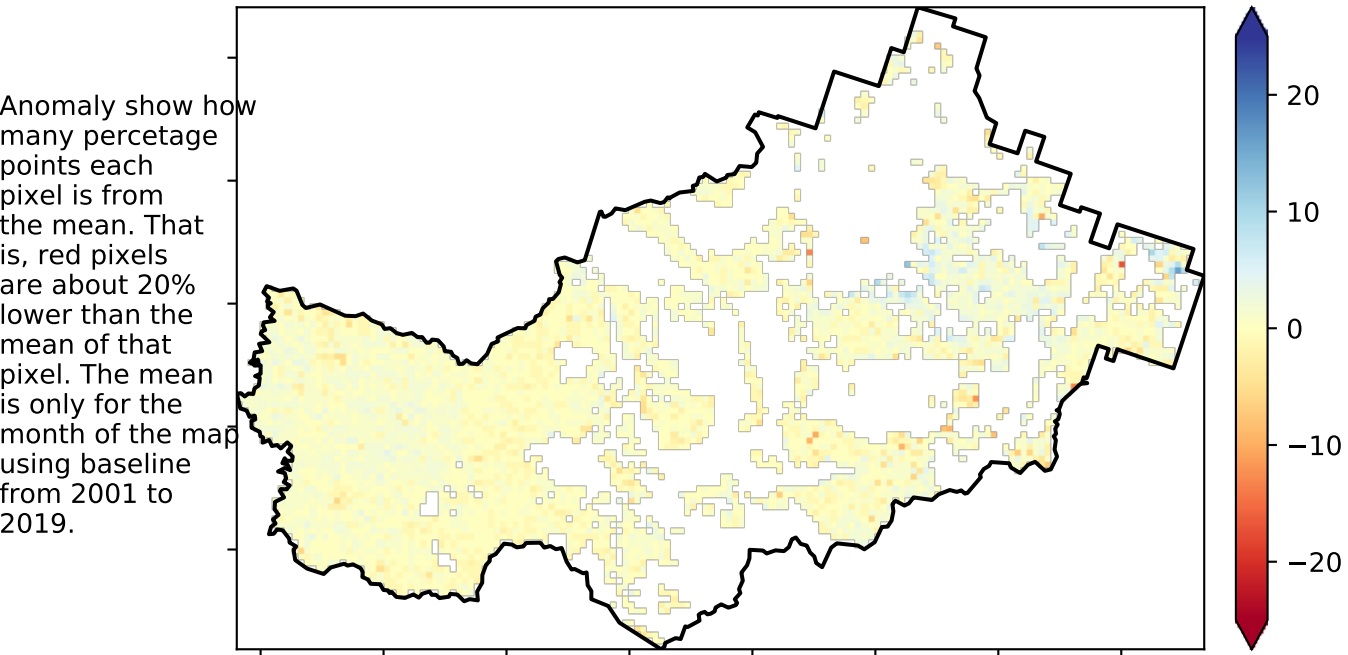 Anomaly show how
many percetage
points each
pixel is from
the mean. That
is, red pixels
are about 20%
lower than the
mean of that
pixel. The mean
is only for the
month of the map
using baseline
from 2001 to
2019.
20
10
0
−10
−20